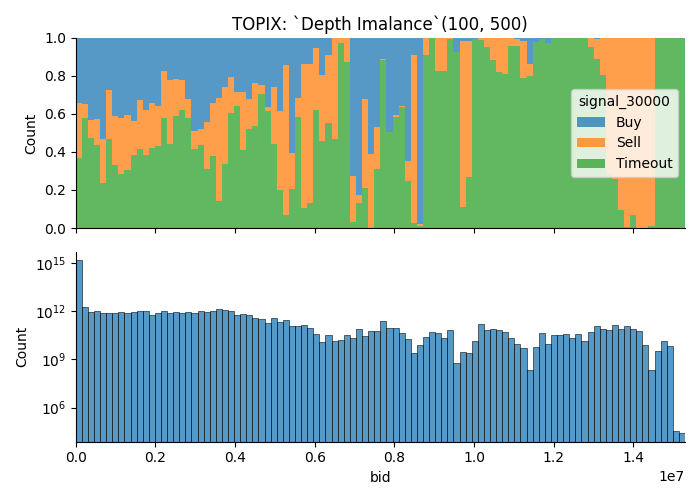 TOPIX: `Depth Imalance`(100, 500)
1.0
0.8
0.6
0.4
0.2
0.0
Count
signal_30000
Buy
Sell
Timeout
10^15
10^12
10^9
10^6
Count
0.0 0.2 0.4 0.6 0.8 1.0 1.2 1.4
1e7
bid